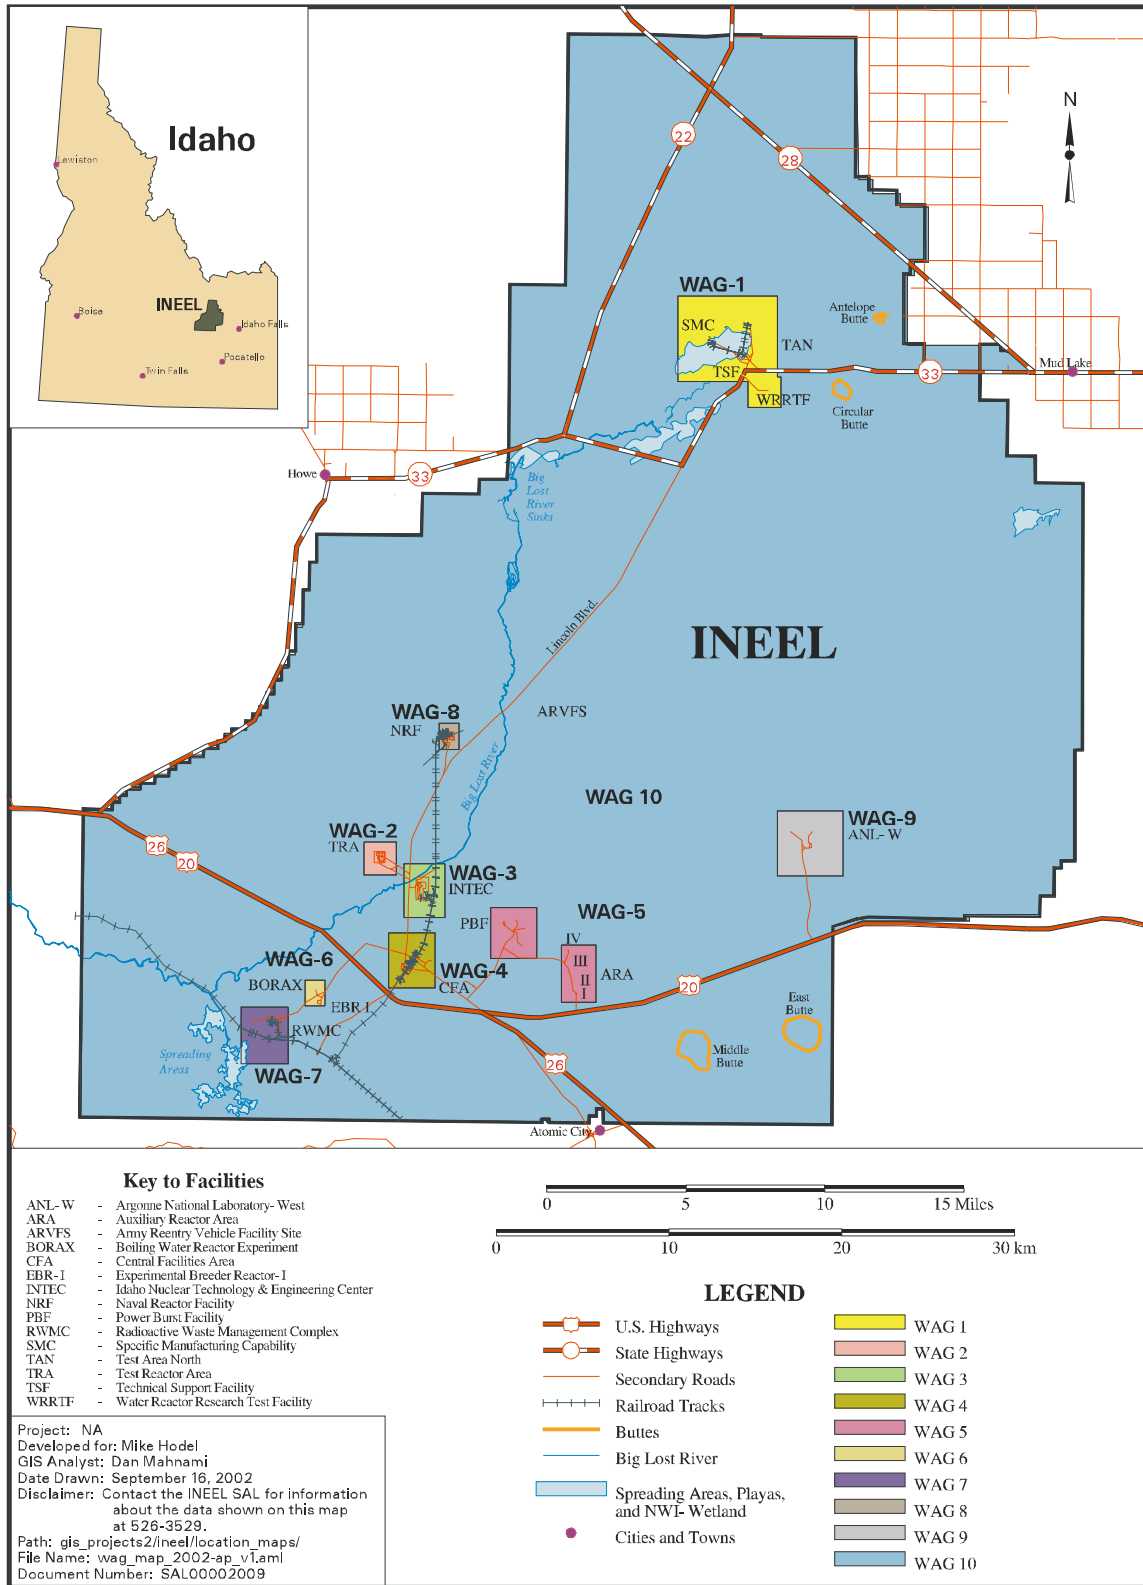 Idaho
Lewiston
INEEL
Boise
Idaho Falls
Pocatello
Twin Falls
N
22
28
WAG-1
SMC
TAN
TSF
WRRTF
Antelope
Butte
Circular
Butte
33
Mud Lake
Howe
33
Big
Lost
River
Sinks
Lincoln Blvd.
INEEL
WAG-8
NRF
ARVFS
Big Lost River
WAG 10
WAG-9
ANL- W
WAG-2
TRA
26
20
WAG-3
INTEC
PBF
WAG-5
IV
III
II
I
ARA
WAG-6
BORAX
EBR-I
WAG-4
CFA
20
East
Butte
Middle
Butte
RWMC
WAG-7
Spreading
Areas
26
Atomic City
Key to Facilities
ANL- W - Argonne National Laboratory- West
ARA - Auxiliary Reactor Area
ARVFS - Army Reentry Vehicle Facility Site
BORAX - Boiling Water Reactor Experiment
CFA - Central Facilities Area
EBR- I - Experimental Breeder Reactor- I
INTEC - Idaho Nuclear Technology & Engineering Center
NRF - Naval Reactor Facility
PBF - Power Burst Facility
RWMC - Radioactive Waste Management Complex
SMC - Specific Manufacturing Capability
TAN - Test Area North
TRA - Test Reactor Area
TSF - Technical Support Facility
WRRTF - Water Reactor Research Test Facility
0 5 10 15 Miles
0 10 20 30 km
LEGEND
U.S. Highways
State Highways
Secondary Roads
Railroad Tracks
Buttes
Big Lost River
Spreading Areas, Playas,
and NWI- Wetland
Cities and Towns
WAG 1
WAG 2
WAG 3
WAG 4
WAG 5
WAG 6
WAG 7
WAG 8
WAG 9
WAG 10
Project: NA
Developed for: Mike Hodel
GIS Analyst: Dan Mahnami
Date Drawn: September 16, 2002
Disclaimer: Contact the INEEL SAL for information
about the data shown on this map
at 526-3529.
Path: gis_projects2/ineel/location_maps/
File Name: wag_map_2002-ap_v1.aml
Document Number: SAL00002009